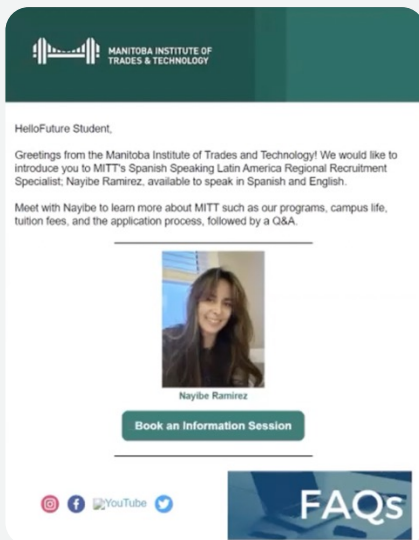 MANITOBA INSTITUTE OF
TRADES & TECHNOLOGY
HelloFuture Student,
Greetings from the Manitoba Institute of Trades and Technology! We would like to
introduce you to MITT's Spanish Speaking Latin America Regional Recruitment
Specialist; Nayibe Ramirez, available to speak in Spanish and English.
Meet with Nayibe to learn more about MITT such as our programs, campus life,
tuition fees, and the application process, followed by a Q&A.
Nayibe Ramirez
Book an Information Session
YouTube
FAQs